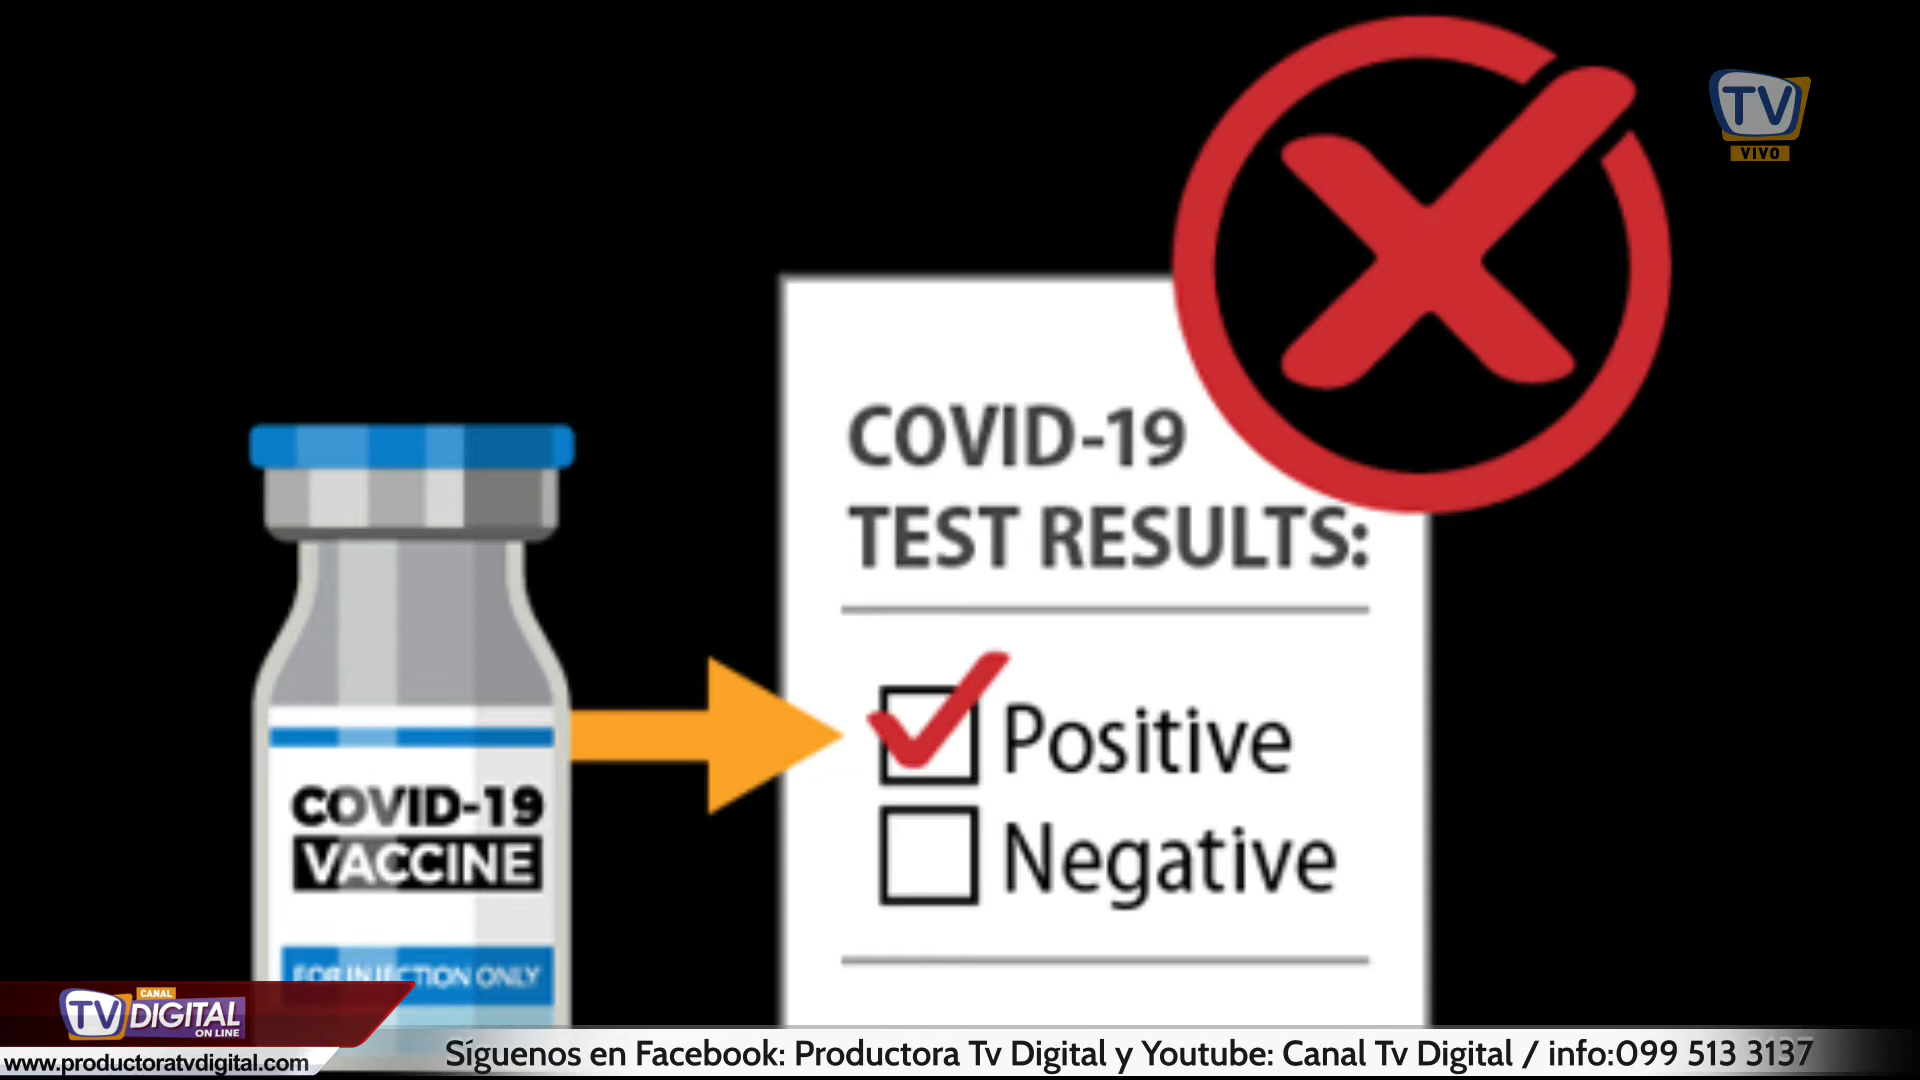 TV
VIVO
COVID-19
TEST RESULTS:
Positive
Negative
COVID-19
VACCINE
FOR INJECTION ONLY
CANAL
TV DIGITAL
ON LINE
www.productoratvdigital.com
Síguenos en Facebook: Productora Tv Digital y Youtube: Canal Tv Digital / info:099 513 3137